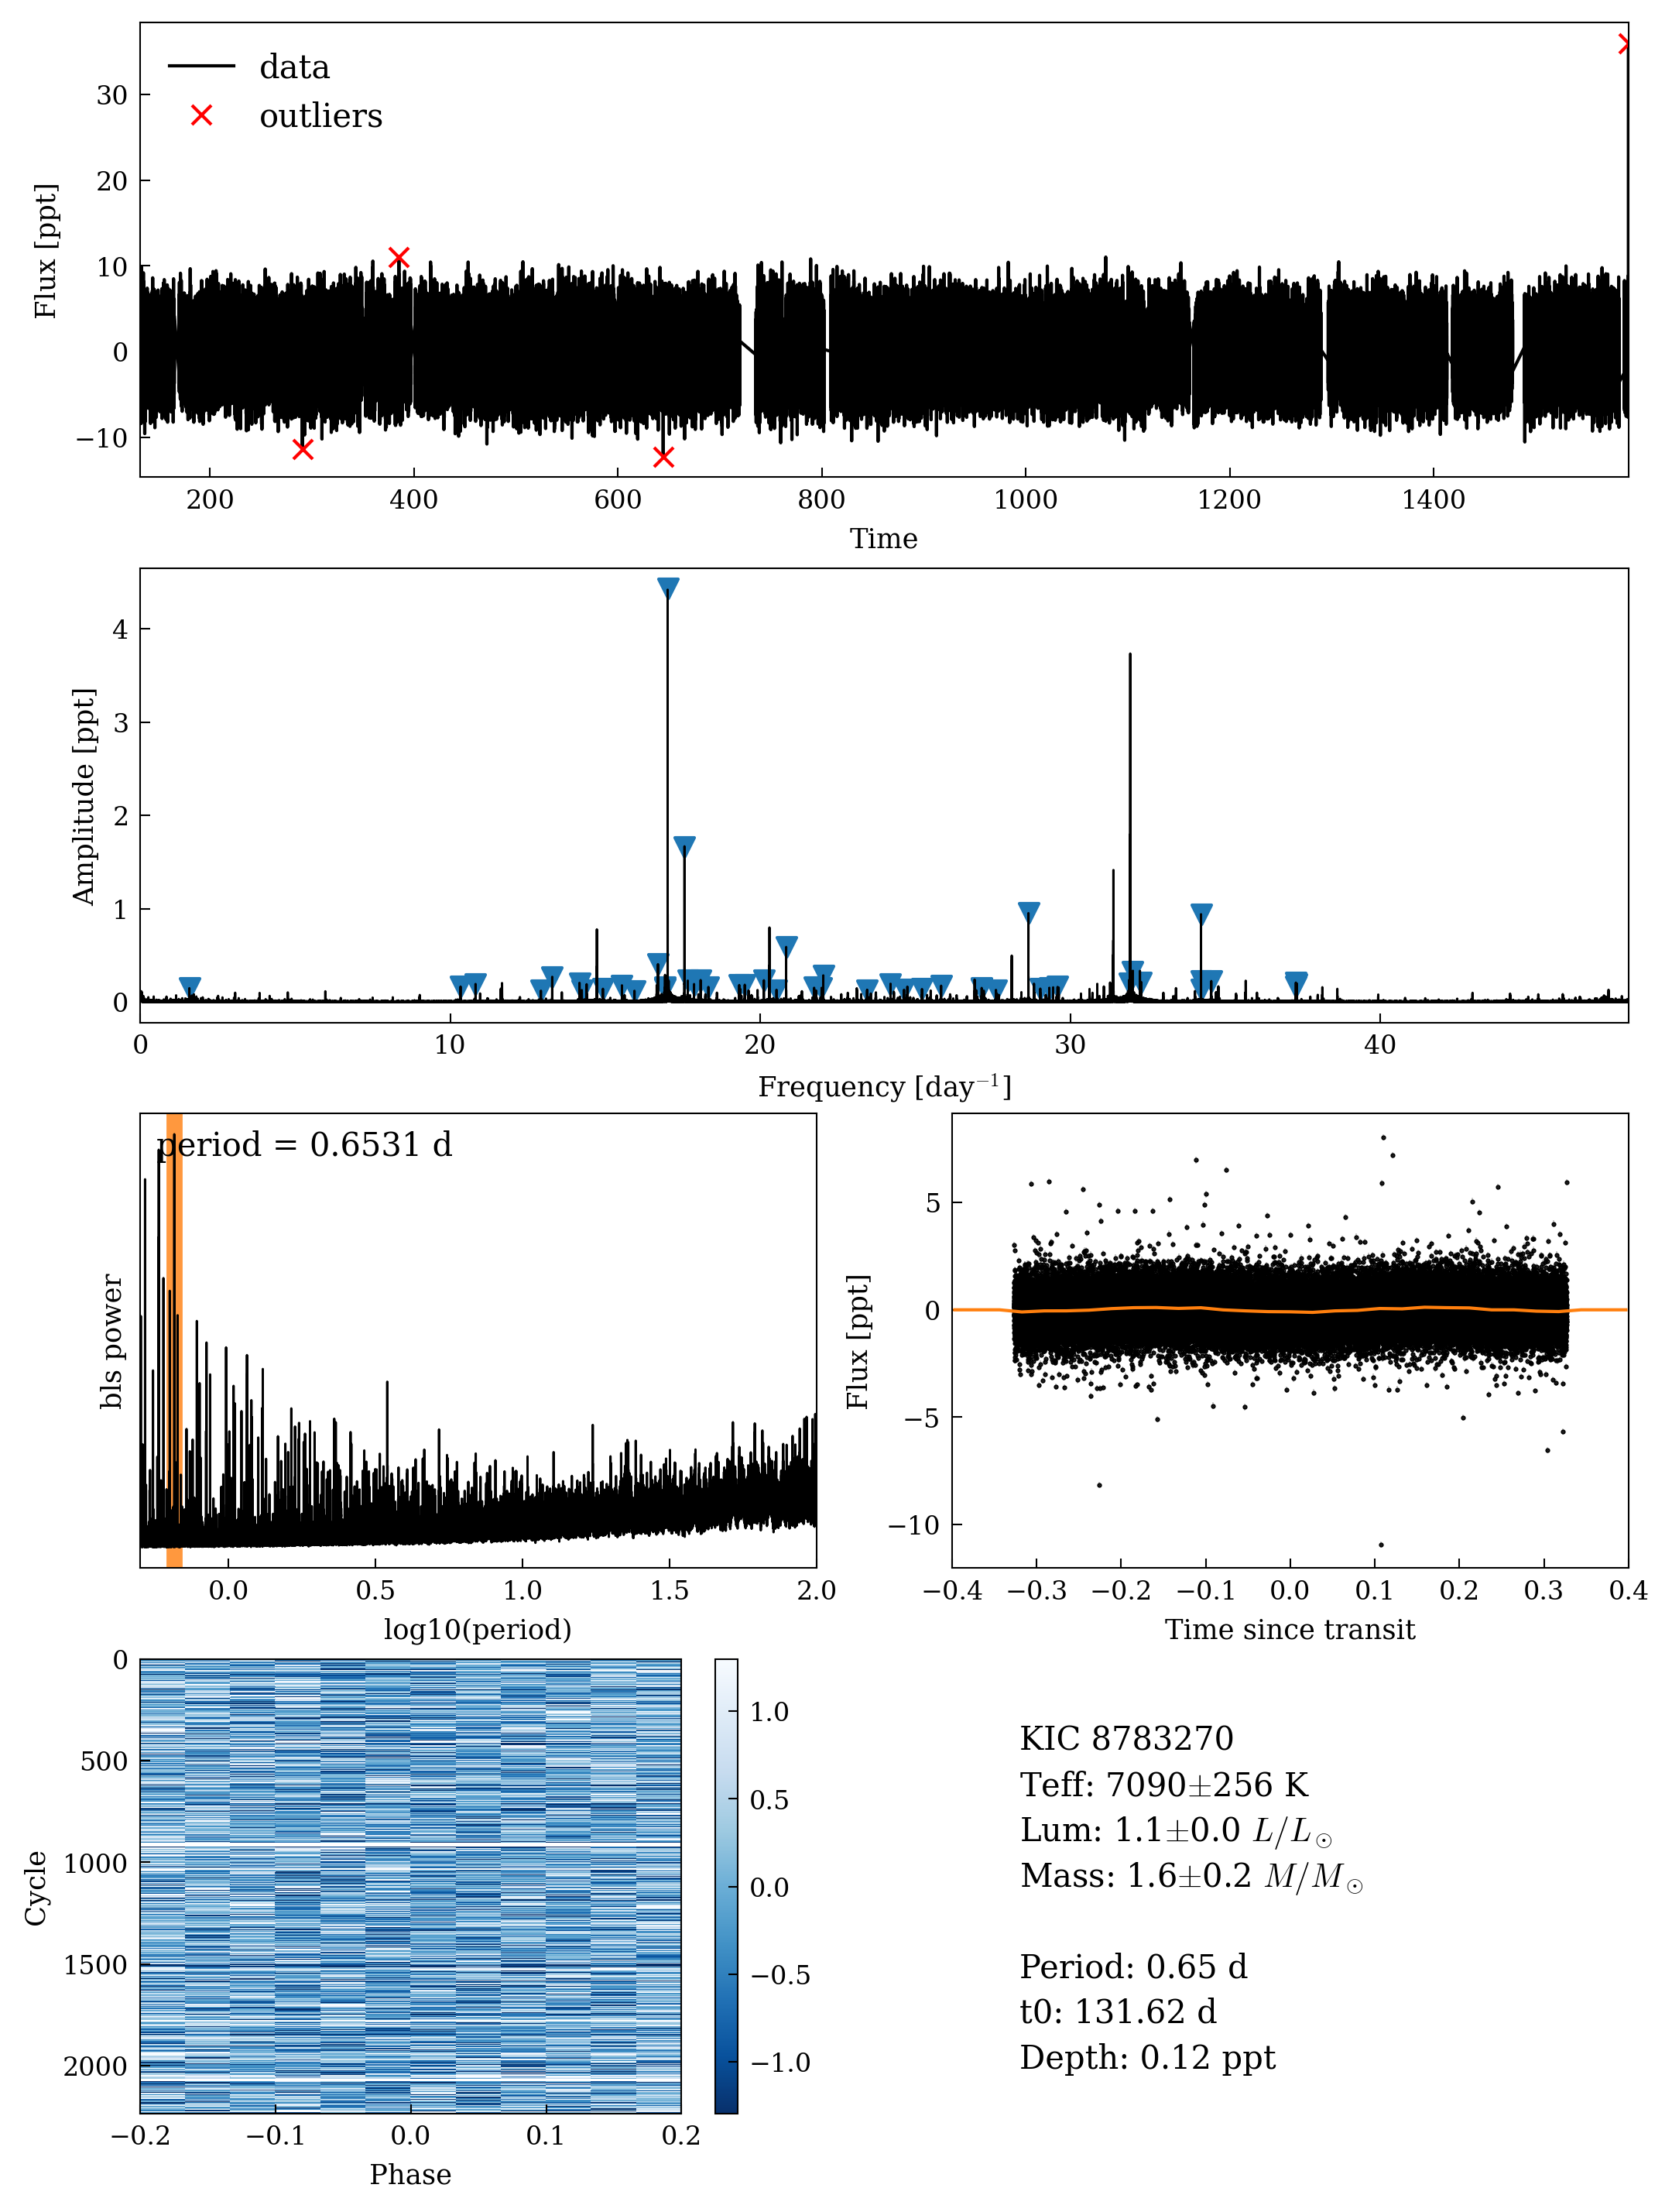 data
outliers
30
20
10
0
−10
Flux [ppt]
200 400 600 800 1000 1200 1400
Time
4
3
2
1
0
Amplitude [ppt]
0 10 20 30 40
Frequency [day⁻¹]
period = 0.6531 d
bls power
0.0 0.5 1.0 1.5 2.0
log10(period)
5
0
−5
−10
Flux [ppt]
−0.4 −0.3 −0.2 −0.1 0.0 0.1 0.2 0.3 0.4
Time since transit
0
500
1000
1500
2000
Cycle
−0.2 −0.1 0.0 0.1 0.2
Phase
1.0
0.5
0.0
−0.5
−1.0
KIC 8783270
Teff: 7090±256 K
Lum: 1.1±0.0 L/L☉
Mass: 1.6±0.2 M/M☉
Period: 0.65 d
t0: 131.62 d
Depth: 0.12 ppt